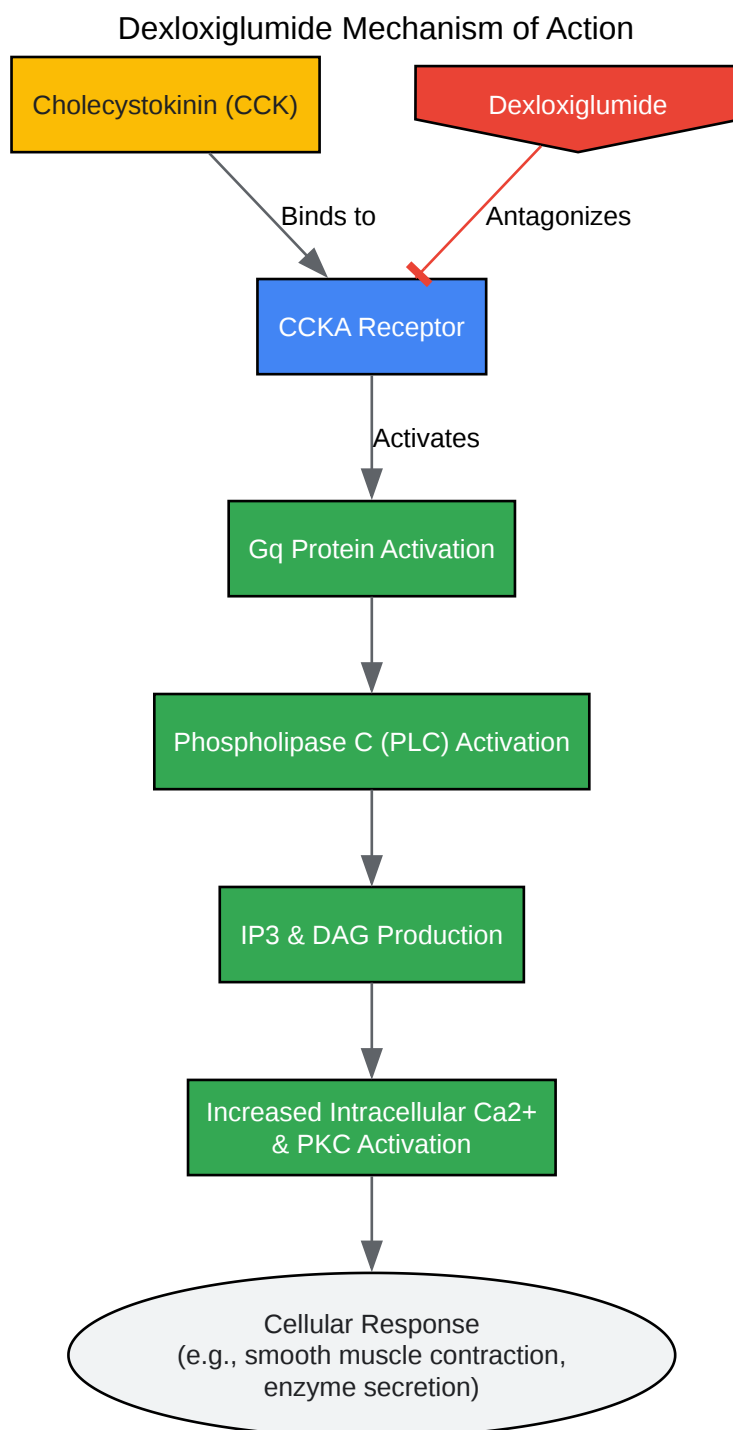 Dexloxiglumide Mechanism of Action
Cholecystokinin (CCK)
Dexloxiglumide
Binds to
Antagonizes
CCKA Receptor
Activates
Gq Protein Activation
Phospholipase C (PLC) Activation
IP3 & DAG Production
Increased Intracellular Ca2+
& PKC Activation
Cellular Response
(e.g., smooth muscle contraction,
enzyme secretion)